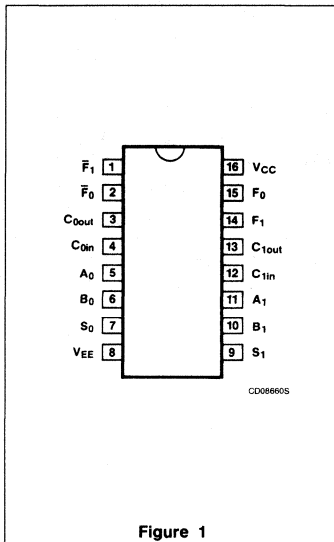 F̅₁ 1 16 VCC
F̅₀ 2 15 F₀
C₀out 3 14 F₁
C₀in 4 13 C₁out
A₀ 5 12 C₁in
B₀ 6 11 A₁
S₀ 7 10 B₁
VEE 8 9 S₁
CD08660S
Figure 1